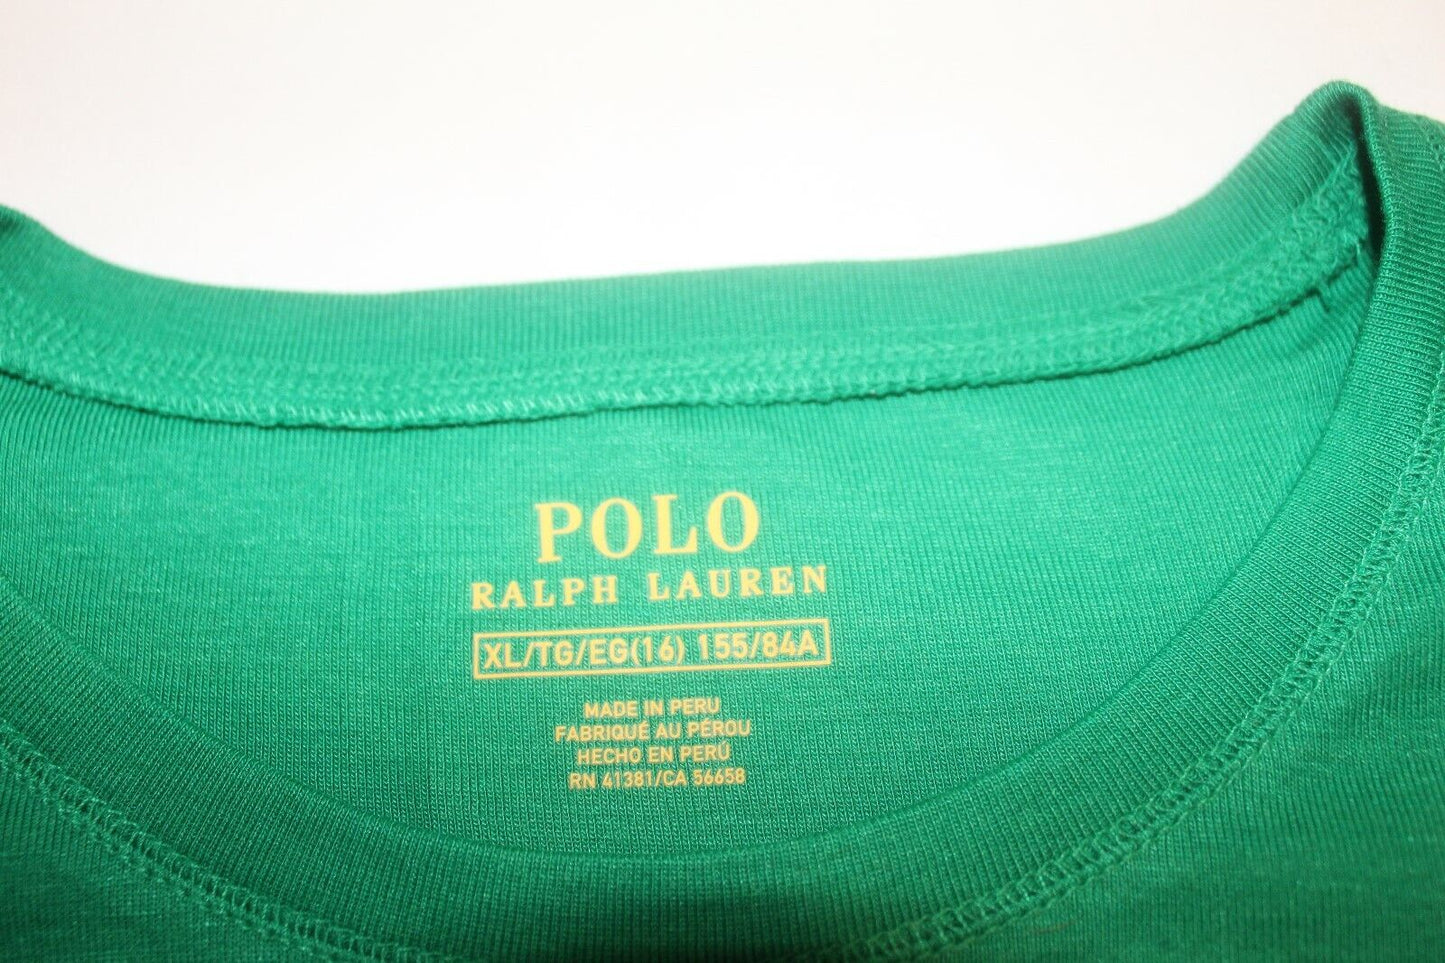 POLO
RALPH LAUREN
XL/TG/EG(16) 155/84A
MADE IN PERU
FABRIQUÉ AU PÉROU
HECHO EN PERÚ
RN 41381/CA 56658